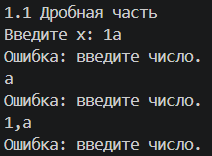 1.1 Дробная часть
Введите x: 1a
Ошибка: введите число.
a
Ошибка: введите число.
1,a
Ошибка: введите число.